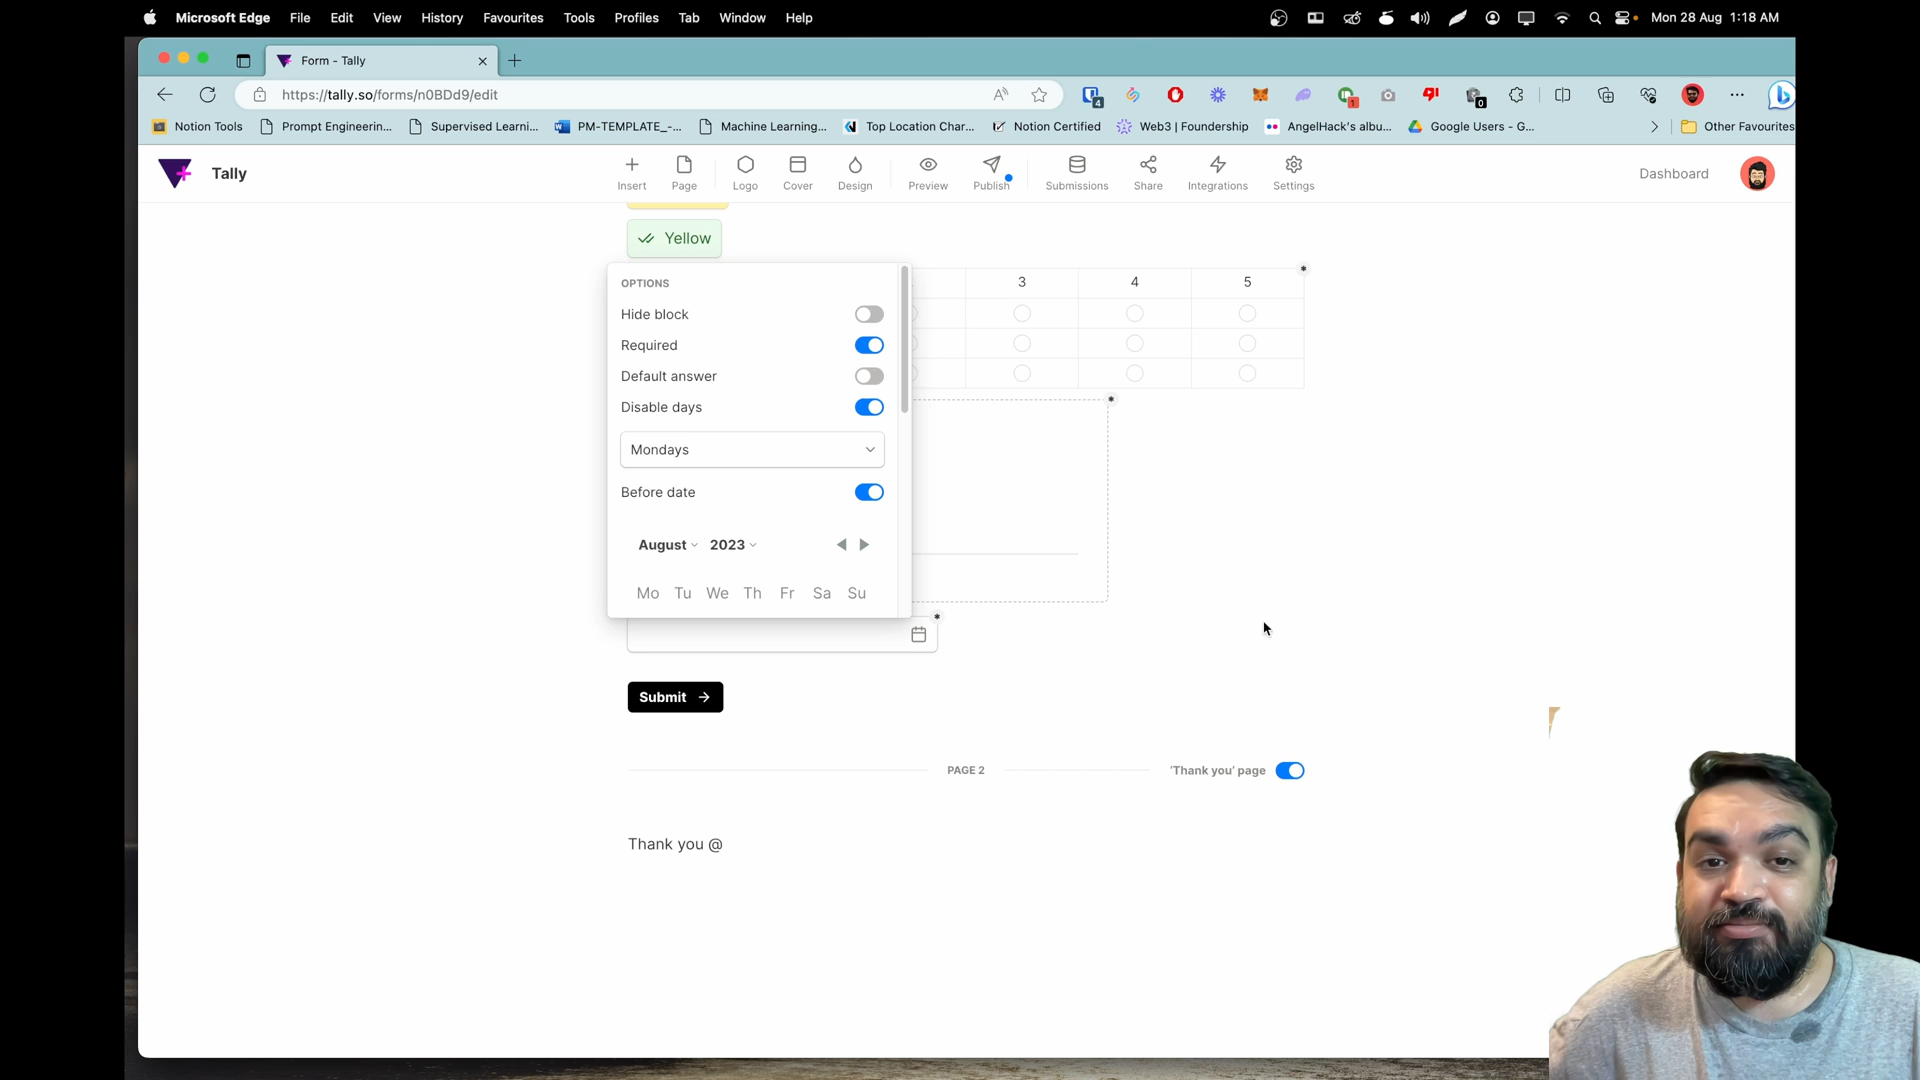 Microsoft Edge File Edit View History Favourites Tools Profiles Tab Window Help Mon 28 Aug 1:18 AM
Form - Tally
https://tally.so/forms/n0BDd9/edit
4 1 0
Notion Tools Prompt Engineerin... Supervised Learni... PM-TEMPLATE_-... Machine Learning... Top Location Char... Notion Certified Web3 | Foundership AngelHack's albu... Google Users - G... Other Favourites
Tally
Insert Page Logo Cover Design Preview Publish Submissions Share Integrations Settings
Dashboard
Yellow
OPTIONS
3 4 5
Hide block
Required
Default answer
Disable days
Mondays
Before date
August 2023
Mo Tu We Th Fr Sa Su
Submit →
PAGE 2
'Thank you' page
Thank you @